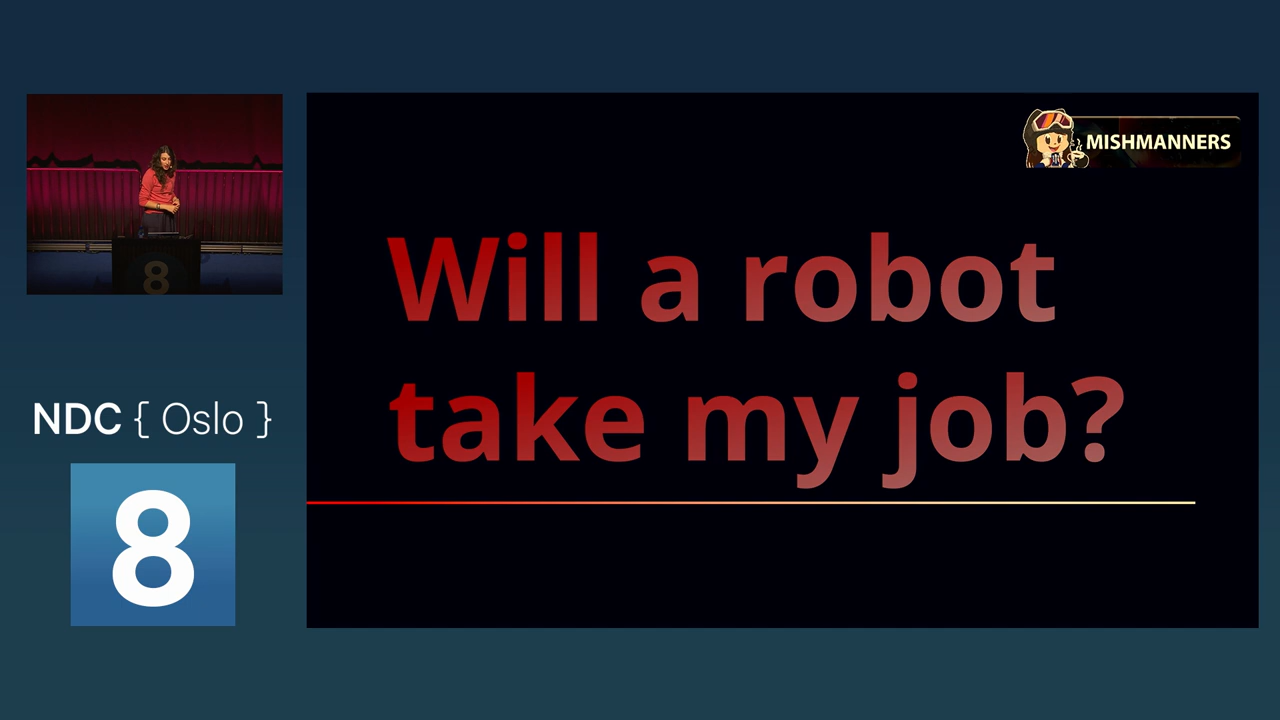 MISHMANNERS
Will a robot
take my job?
8
NDC { Oslo }
8